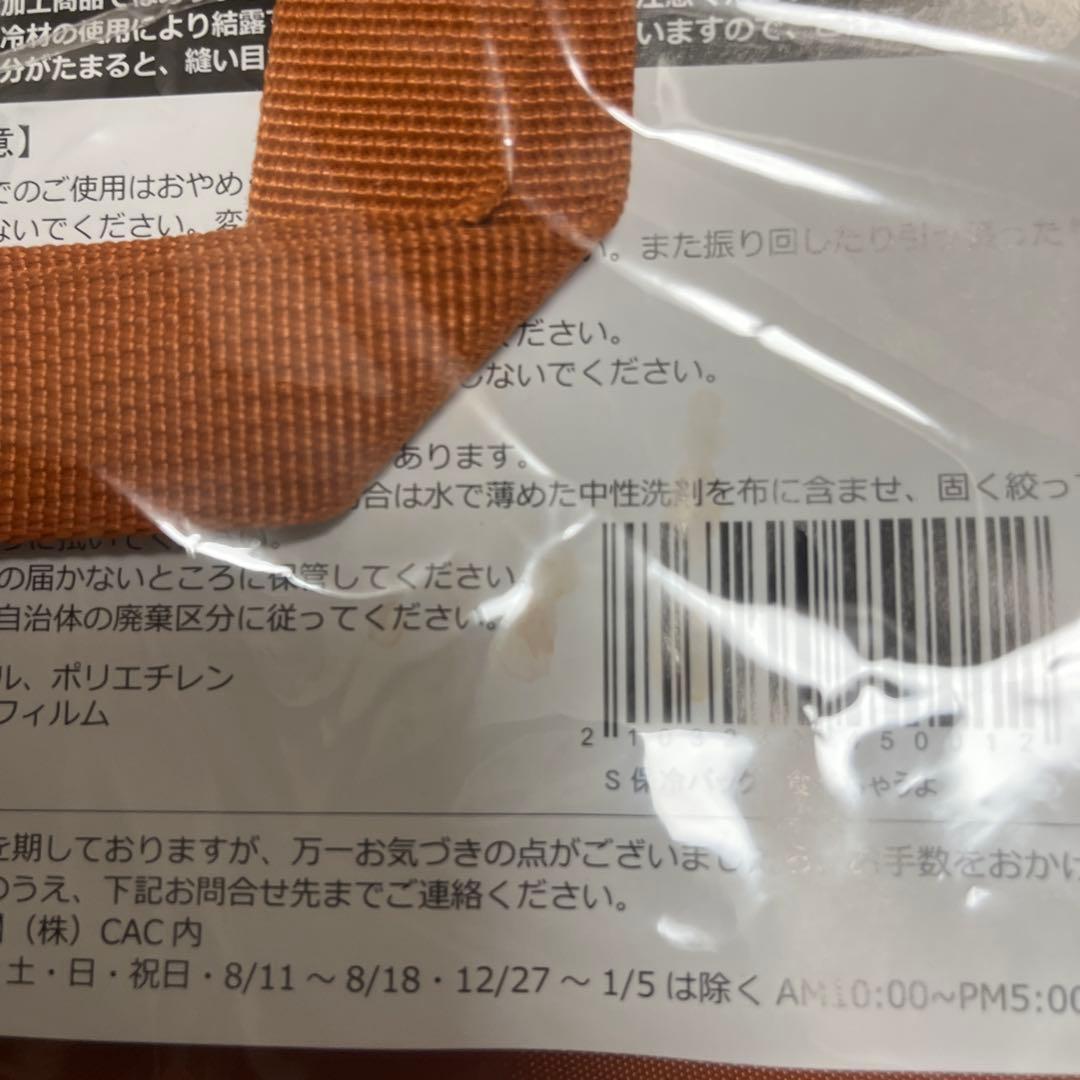 冷材の使用により結露
いますので、
分がたまると、縫い目
意】
でのご使用はおやめ
ないでください。変
い。また振り回したり引
ください。
しないでください。
あります。
合は水で薄めた中性洗剤を布に含ませ、固く絞っ
の届かないところに保管してください
自治体の廃棄区分に従ってください。
ル、ポリエチレン
フィルム
S 保冷バッグ
を期しておりますが、万一お気づきの点がございまし お手数をおかけ
のうえ、下記お問合せ先までご連絡ください。
】（株）CAC 内
土・日・祝日・8/11 〜 8/18・12/27 〜 1/5 は除く AM10:00~PM5:00